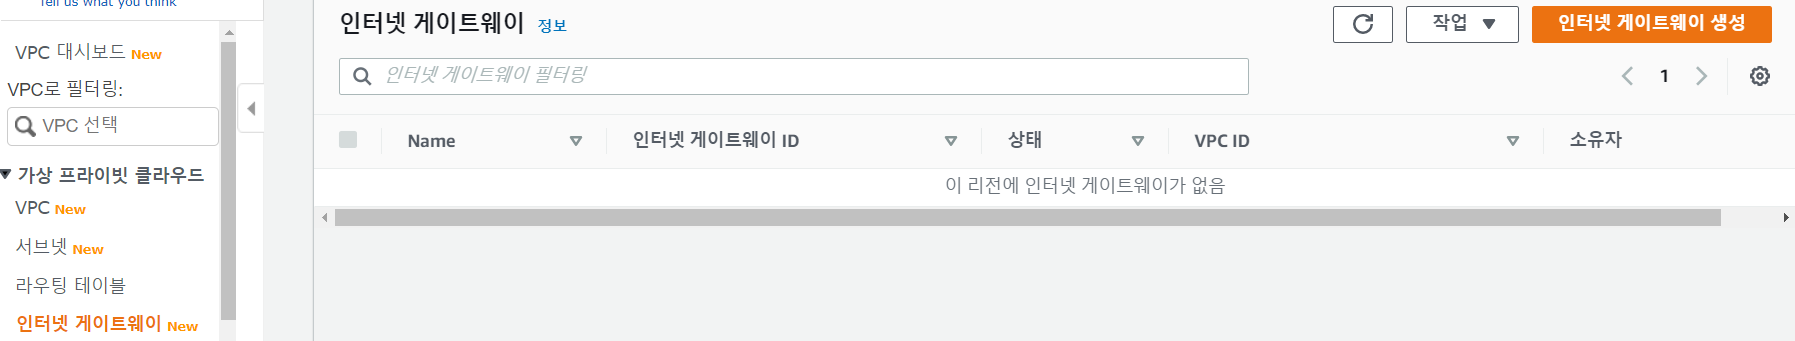 Tell us what you think
VPC 대시보드 New
VPC로 필터링:
VPC 선택
가상 프라이빗 클라우드
VPC New
서브넷 New
라우팅 테이블
인터넷 게이트웨이 New
인터넷 게이트웨이 정보
작업
인터넷 게이트웨이 생성
인터넷 게이트웨이 필터링
1
Name 인터넷 게이트웨이 ID 상태 VPC ID 소유자
이 리전에 인터넷 게이트웨이가 없음